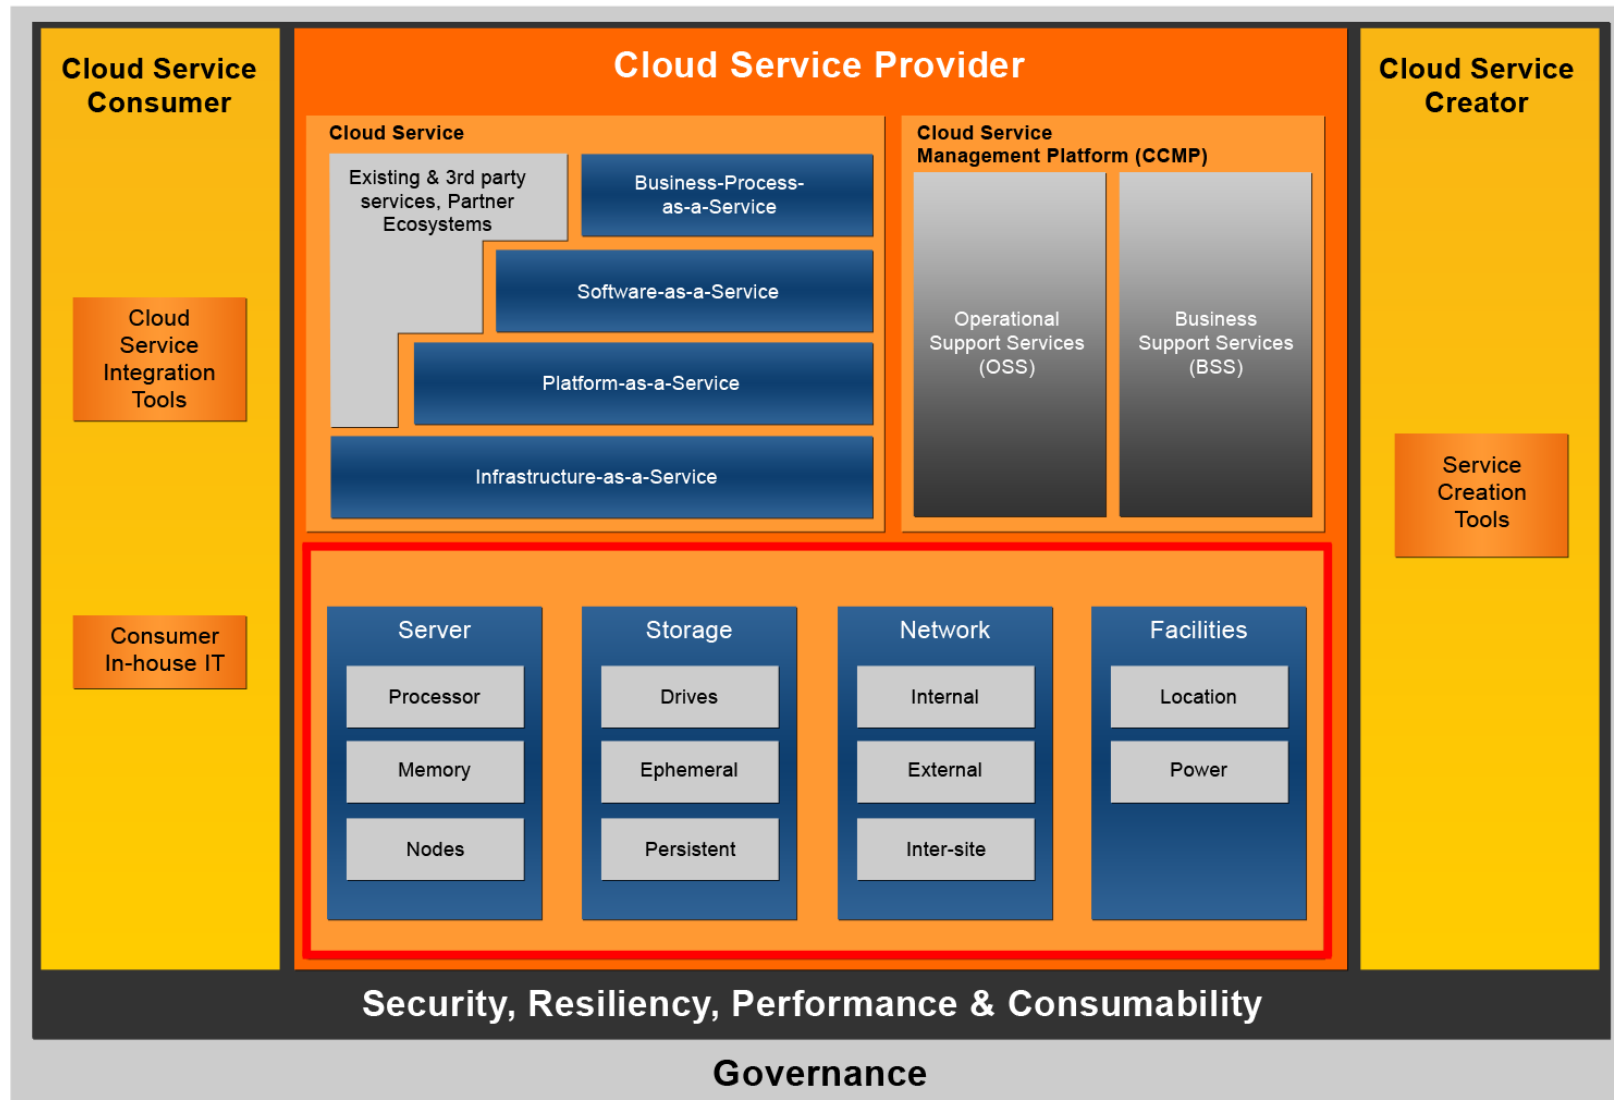 Cloud Service
Consumer
Cloud
Service
Integration
Tools
Consumer
In-house IT
Cloud Service Provider
Cloud Service
Existing & 3rd party
services, Partner
Ecosystems
Business-Process-
as-a-Service
Software-as-a-Service
Platform-as-a-Service
Infrastructure-as-a-Service
Cloud Service
Management Platform (CCMP)
Operational
Support Services
(OSS)
Business
Support Services
(BSS)
Server
Processor
Memory
Nodes
Storage
Drives
Ephemeral
Persistent
Network
Internal
External
Inter-site
Facilities
Location
Power
Cloud Service
Creator
Service
Creation
Tools
Security, Resiliency, Performance & Consumability
Governance